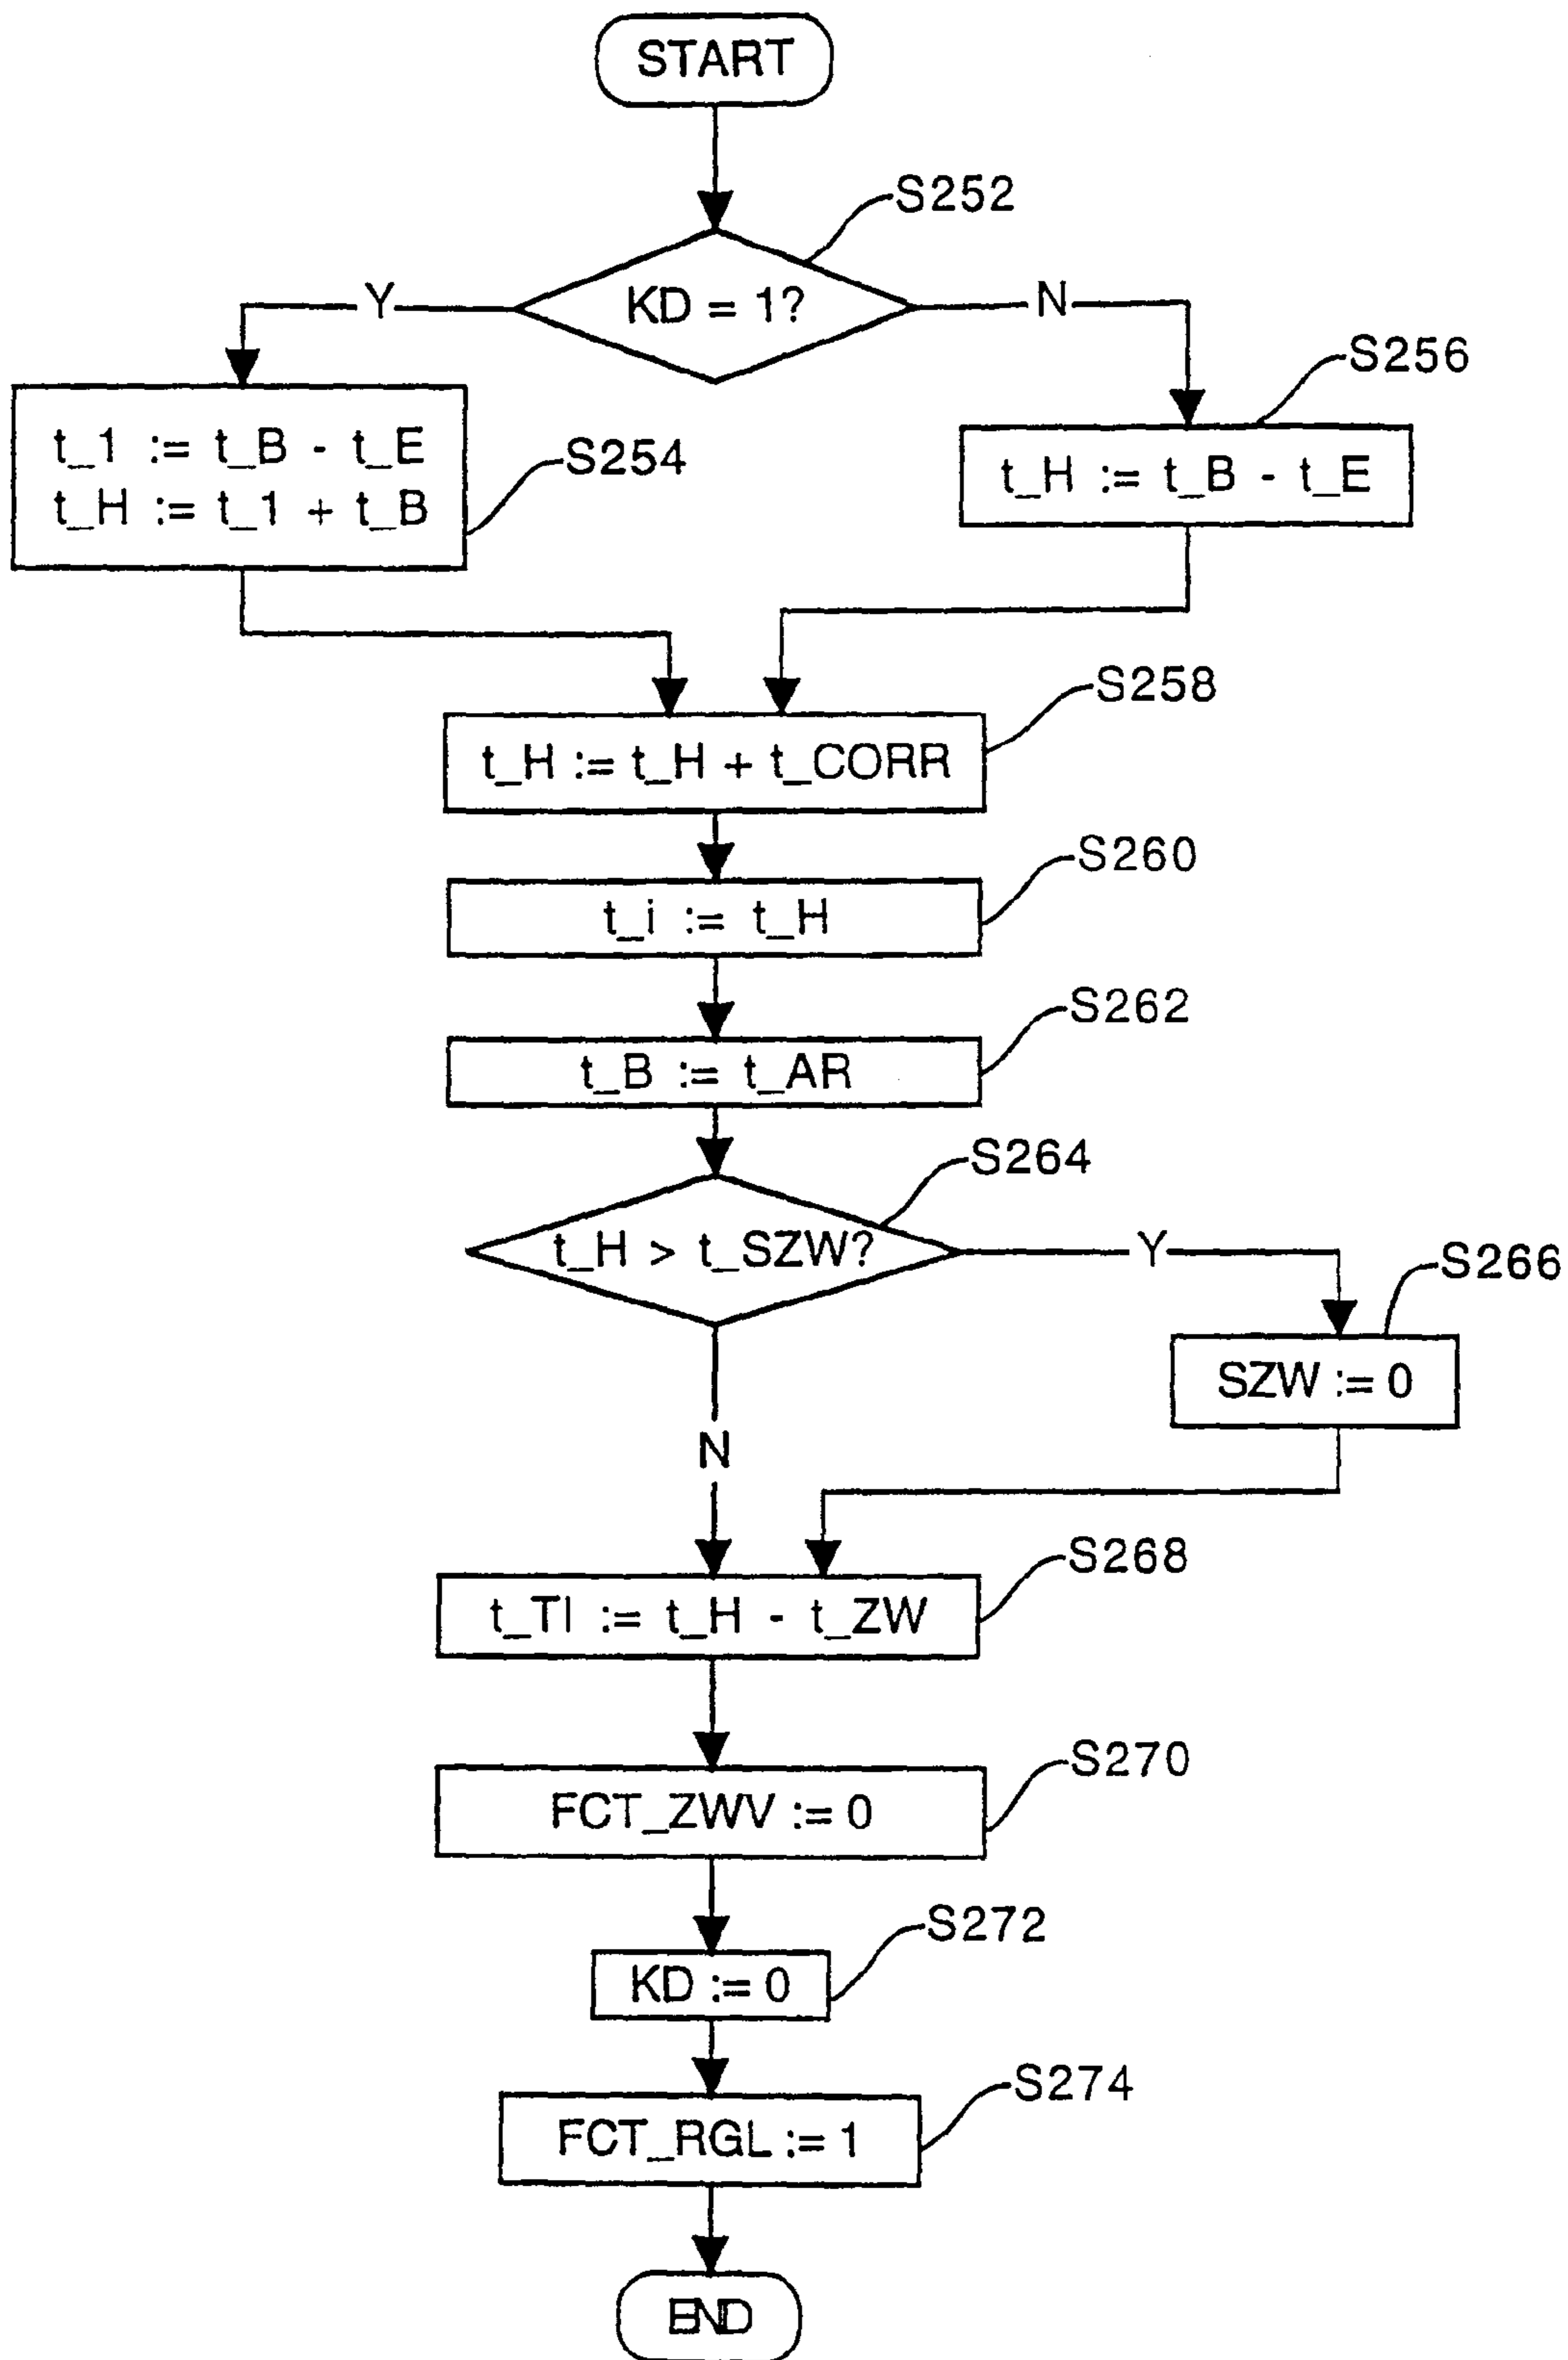 START
S252
KD = 1?
Y
N
S256
t_1 := t_B - t_E
t_H := t_1 + t_B
S254
t_H := t_B - t_E
S258
t_H := t_H + t_CORR
S260
t_i := t_H
S262
t_B := t_AR
S264
t_H > t_SZW?
Y
S266
SZW := 0
N
S268
t_TI := t_H - t_ZW
S270
FCT_ZWV := 0
S272
KD := 0
S274
FCT_RGL := 1
END